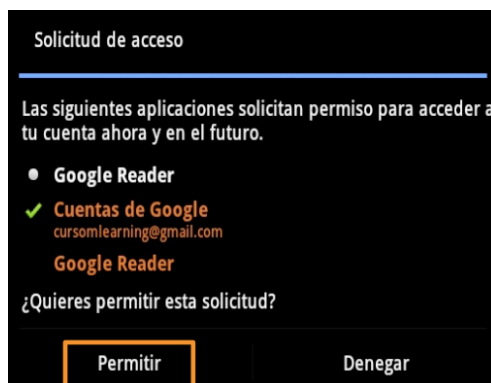 Solicitud de acceso
Las siguientes aplicaciones solicitan permiso para acceder a
tu cuenta ahora y en el futuro.
Google Reader
Cuentas de Google
cursomlearning@gmail.com
Google Reader
¿Quieres permitir esta solicitud?
Permitir
Denegar